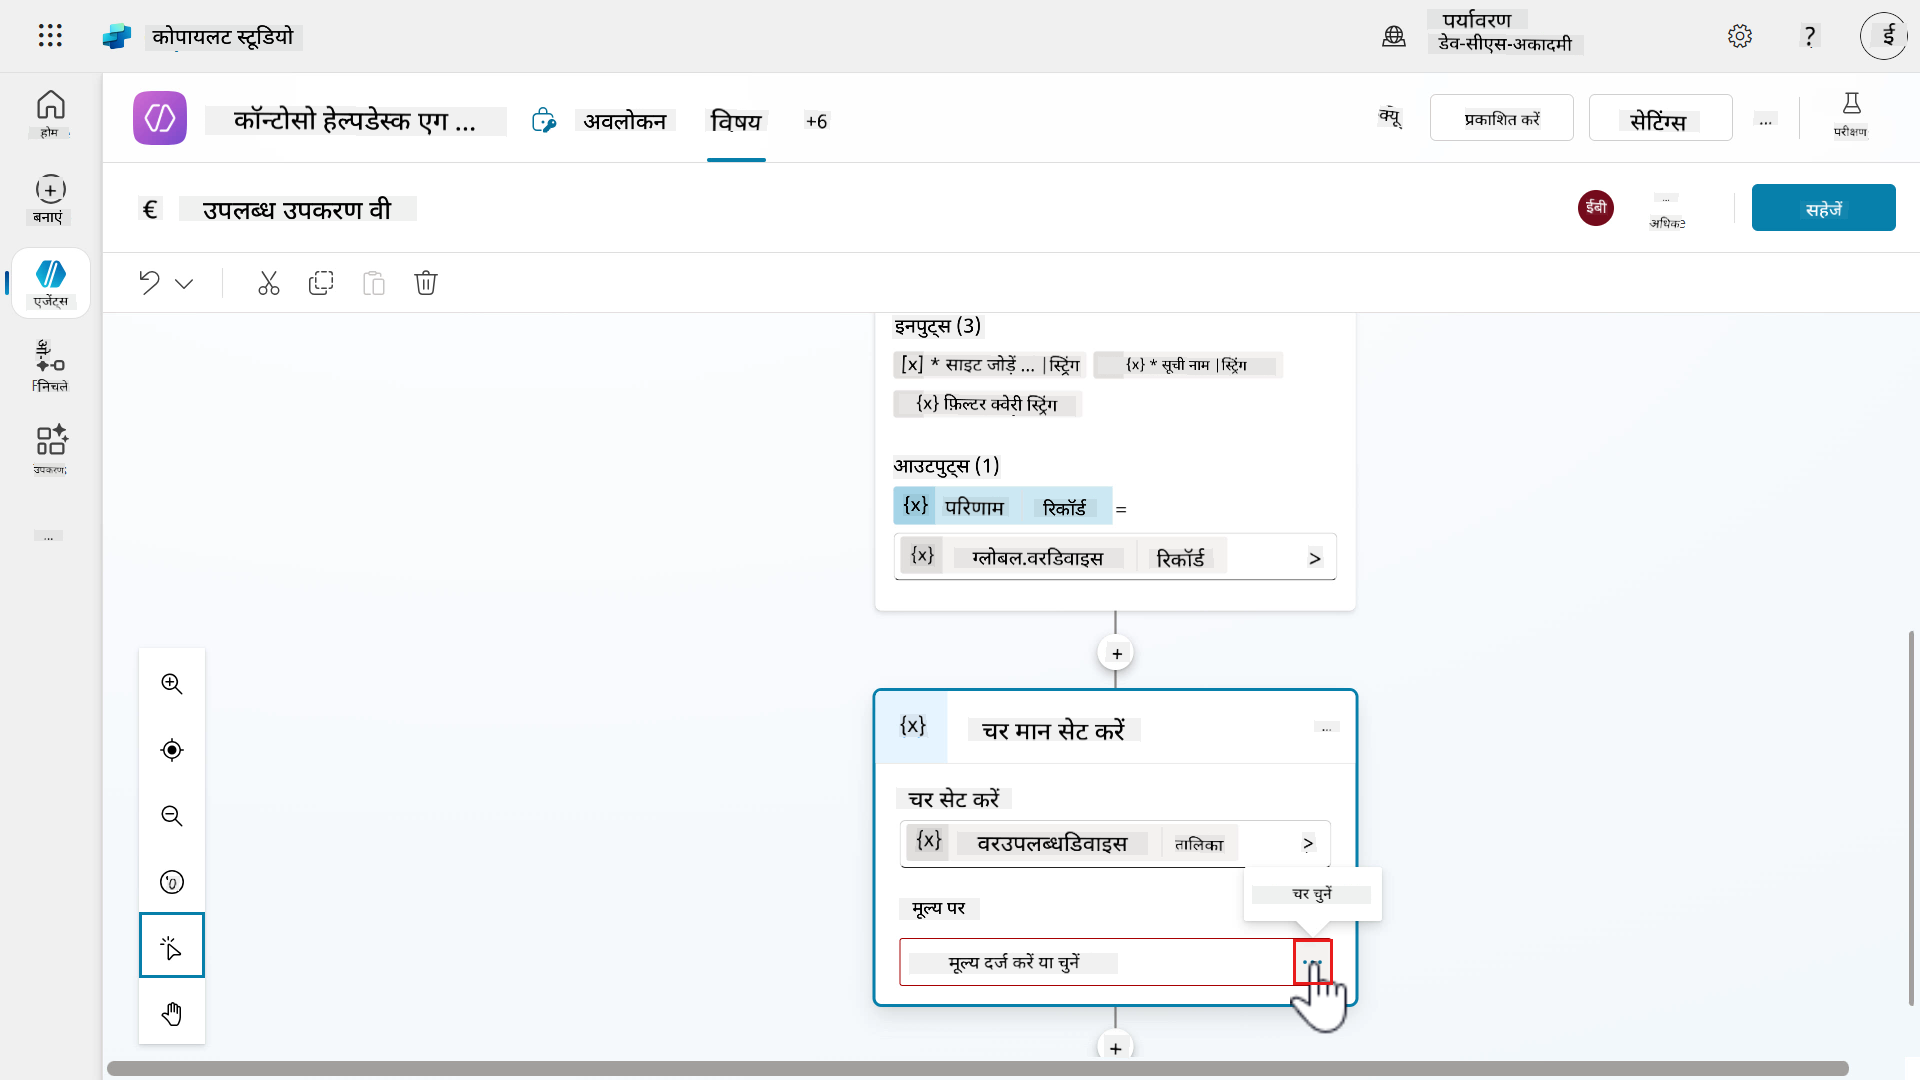 कोपायलट स्टूडियो
पर्यावरण
डेव-सीएस-अकादमी
?
ई
होम
बनाएं
एजेंट्स
निचले
उपकरण
...
कॉन्टोसो हेल्पडेस्क एग ...
अवलोकन
विषय
+6
क्यू
प्रकाशित करें
सेटिंग्स
...
परीक्षण
€ उपलब्ध उपकरण वी
ईबी
...
अधिक
सहेजें
इनपुट्स (3)
[x] * साइट जोड़ें ... |स्ट्रिंग
{x} * सूची नाम |स्ट्रिंग
{x} फ़िल्टर क्वेरी स्ट्रिंग
आउटपुट्स (1)
{x} परिणाम रिकॉर्ड =
{x} ग्लोबल.वरडिवाइस रिकॉर्ड >
{x} चर मान सेट करें ...
चर सेट करें
{x} वरउपलब्धडिवाइस तालिका >
चर चुनें
मूल्य पर
मूल्य दर्ज करें या चुनें ...